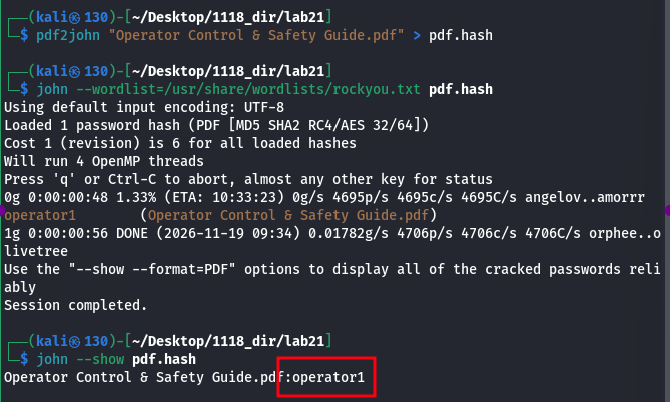 ┌──(kali㉿130)-[~/Desktop/1118_dir/lab21]
└─$ pdf2john "Operator Control & Safety Guide.pdf" > pdf.hash
┌──(kali㉿130)-[~/Desktop/1118_dir/lab21]
└─$ john --wordlist=/usr/share/wordlists/rockyou.txt pdf.hash
Using default input encoding: UTF-8
Loaded 1 password hash (PDF [MD5 SHA2 RC4/AES 32/64])
Cost 1 (revision) is 6 for all loaded hashes
Will run 4 OpenMP threads
Press 'q' or Ctrl-C to abort, almost any other key for status
0g 0:00:00:48 1.33% (ETA: 10:33:23) 0g/s 4695p/s 4695c/s 4695C/s angelov..amorrr
operator1        (Operator Control & Safety Guide.pdf)
1g 0:00:00:56 DONE (2026-11-19 09:34) 0.01782g/s 4706p/s 4706c/s 4706C/s orphee..o
livetree
Use the "--show --format=PDF" options to display all of the cracked passwords reli
ably
Session completed.
┌──(kali㉿130)-[~/Desktop/1118_dir/lab21]
└─$ john --show pdf.hash
Operator Control & Safety Guide.pdf:operator1